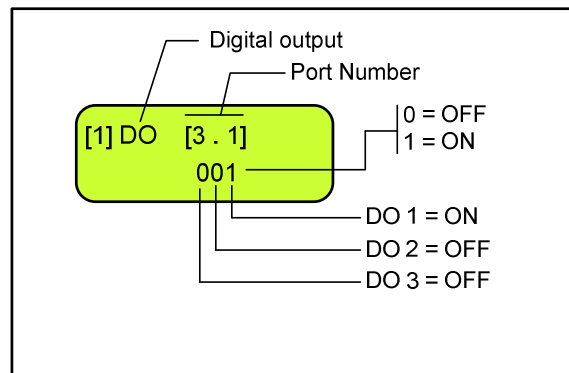 Digital output
Port Number
[1] DO [3 . 1]
0 = OFF
1 = ON
001
DO 1 = ON
DO 2 = OFF
DO 3 = OFF